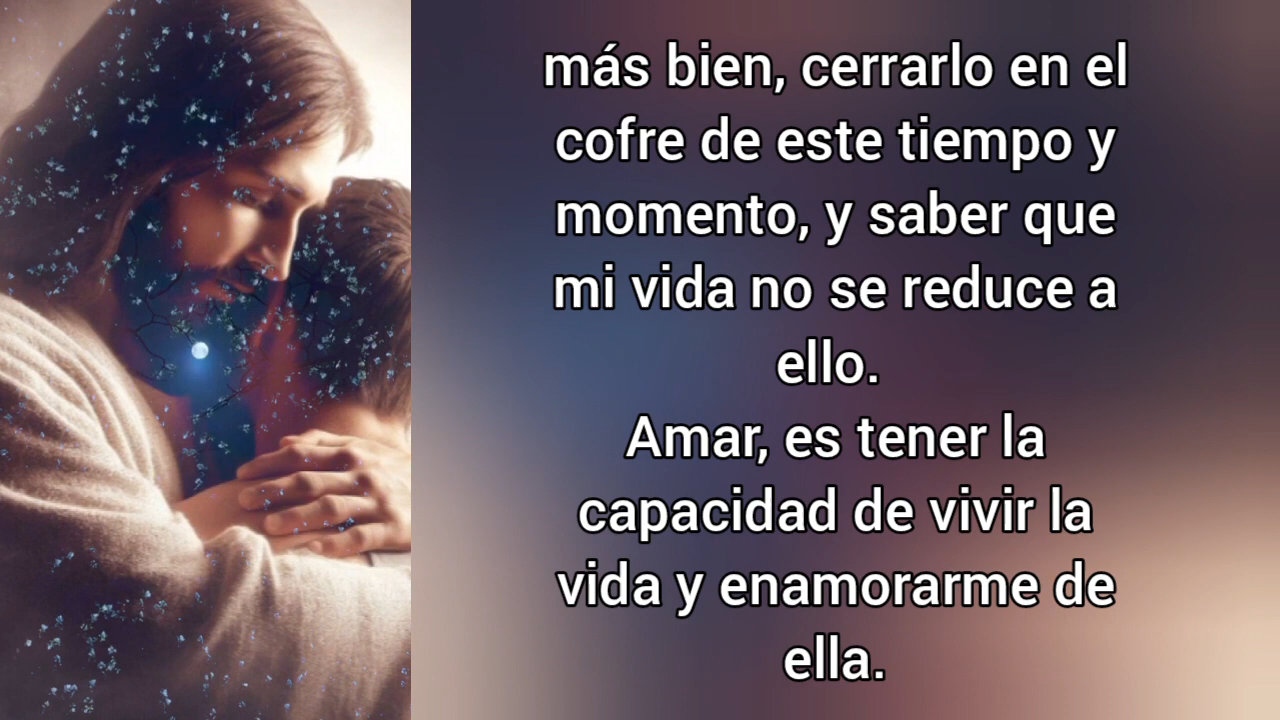 más bien, cerrarlo en el
cofre de este tiempo y
momento, y saber que
mi vida no se reduce a
ello.
Amar, es tener la
capacidad de vivir la
vida y enamorarme de
ella.